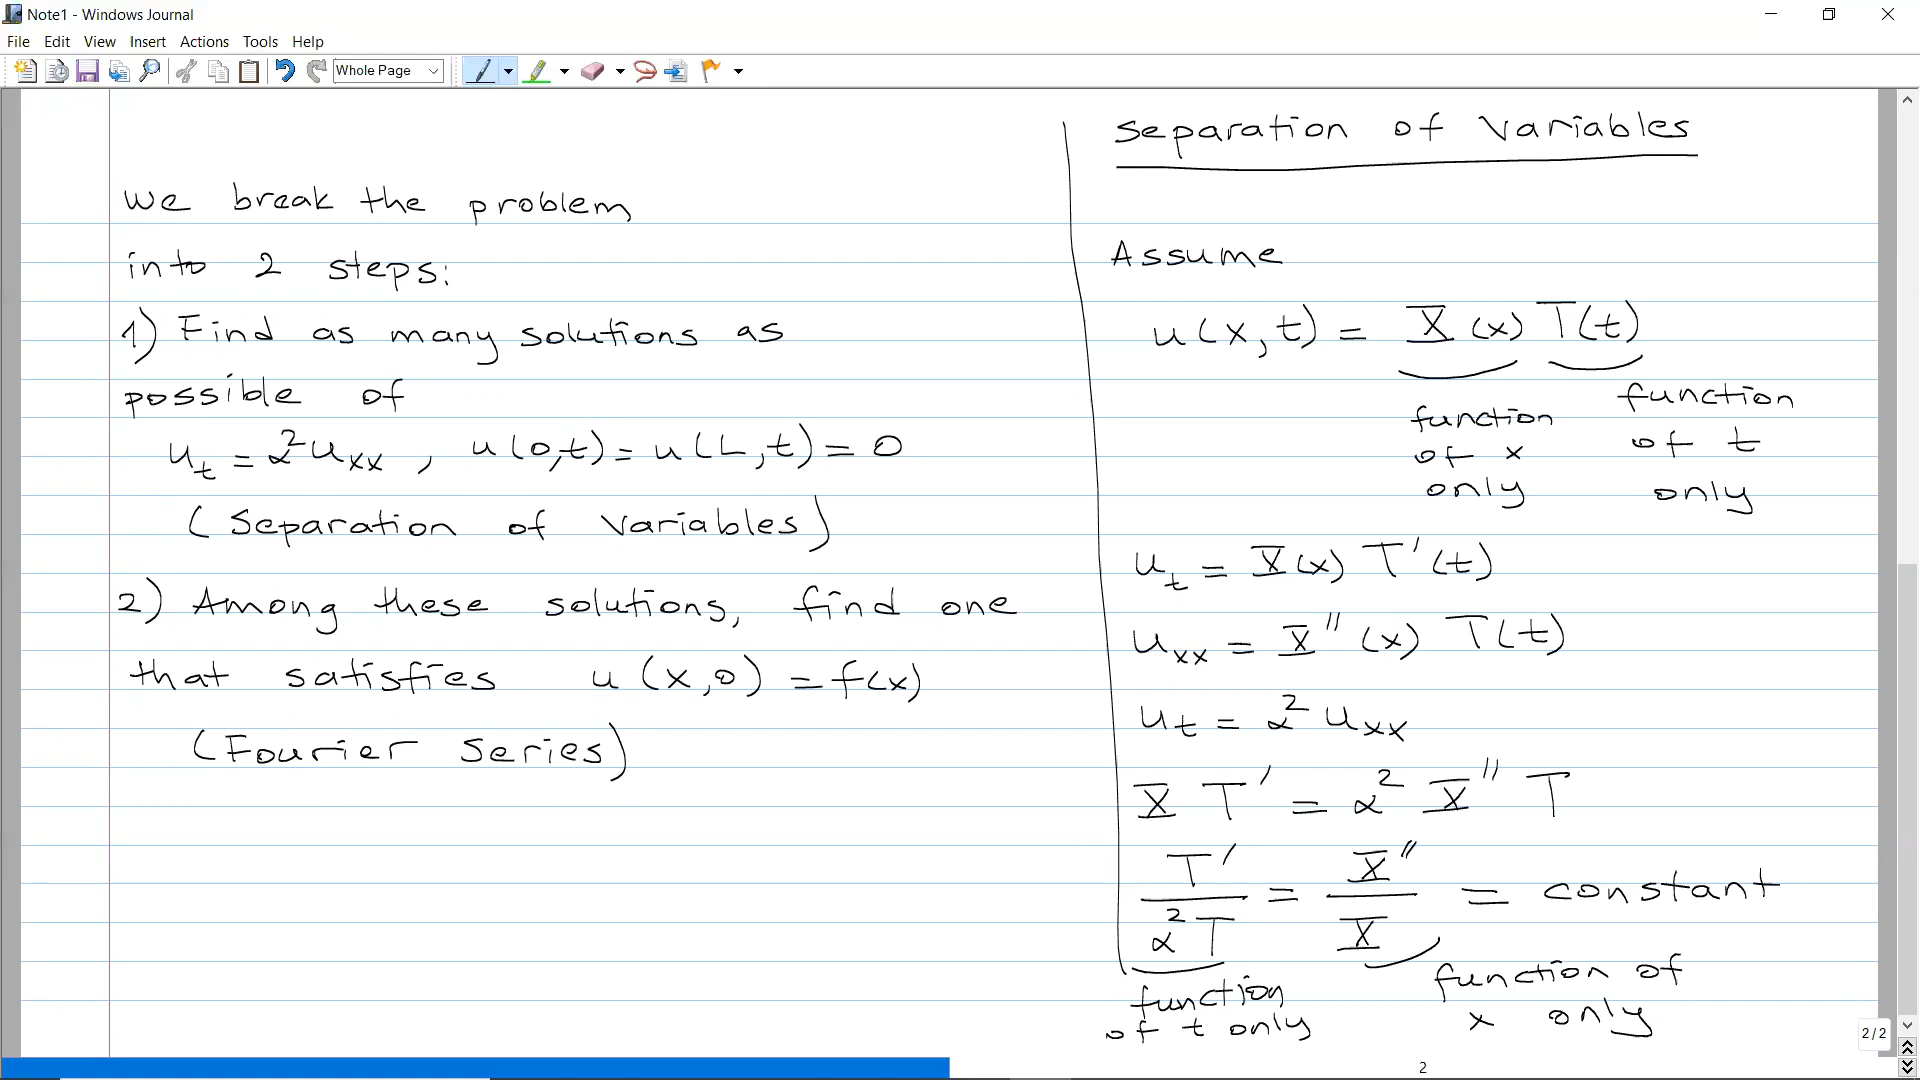 Note1 - Windows Journal
File Edit View Insert Actions Tools Help
Whole Page
We break the problem
into 2 steps:
1) Find as many solutions as
possible of
u_t = α² u_xx , u(0,t) = u(L,t) = 0
(Separation of Variables)
2) Among these solutions, find one
that satisfies u(x,0) = f(x)
(Fourier Series)
Separation of Variables
Assume
u(x,t) = X(x) T(t)
function of x only
function of t only
u_t = X(x) T'(t)
u_xx = X''(x) T(t)
u_t = α² u_xx
X T' = α² X'' T
T'/(α² T) = X''/X = constant
function of t only
function of x only
2/2
2